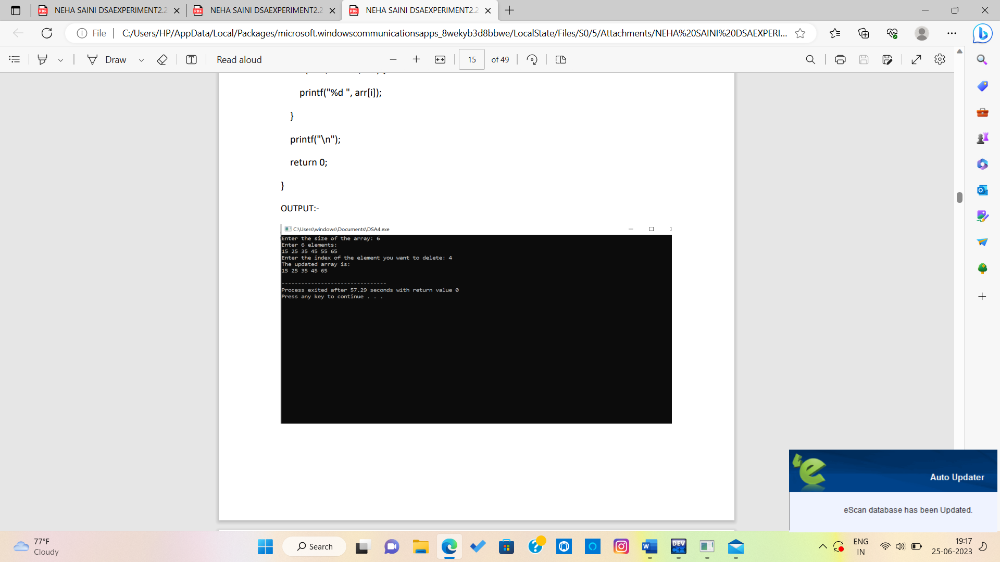 NEHA SAINI DSAEXPERIMENT2.2
NEHA SAINI DSAEXPERIMENT2.2
NEHA SAINI DSAEXPERIMENT2.2
File
C:/Users/HP/AppData/Local/Packages/microsoft.windowscommunicationsapps_8wekyb3d8bbwe/LocalState/Files/S0/5/Attachments/NEHA%20SAINI%20DSAEXPERI...
Draw
Read aloud
15 of 49
printf("%d ", arr[i]);
}
printf("\n");
return 0;
}
OUTPUT:-
C:\Users\windows\Documents\DSA4.exe
Enter the size of the array: 6
Enter 6 elements:
15 25 35 45 55 65
Enter the index of the element you want to delete: 4
The updated array is:
15 25 35 45 65
--------------------------------
Process exited after 57.29 seconds with return value 0
Press any key to continue . . .
Auto Updater
eScan database has been Updated.
77°F
Cloudy
Search
DEV
C++
ENG
IN
19:17
25-06-2023